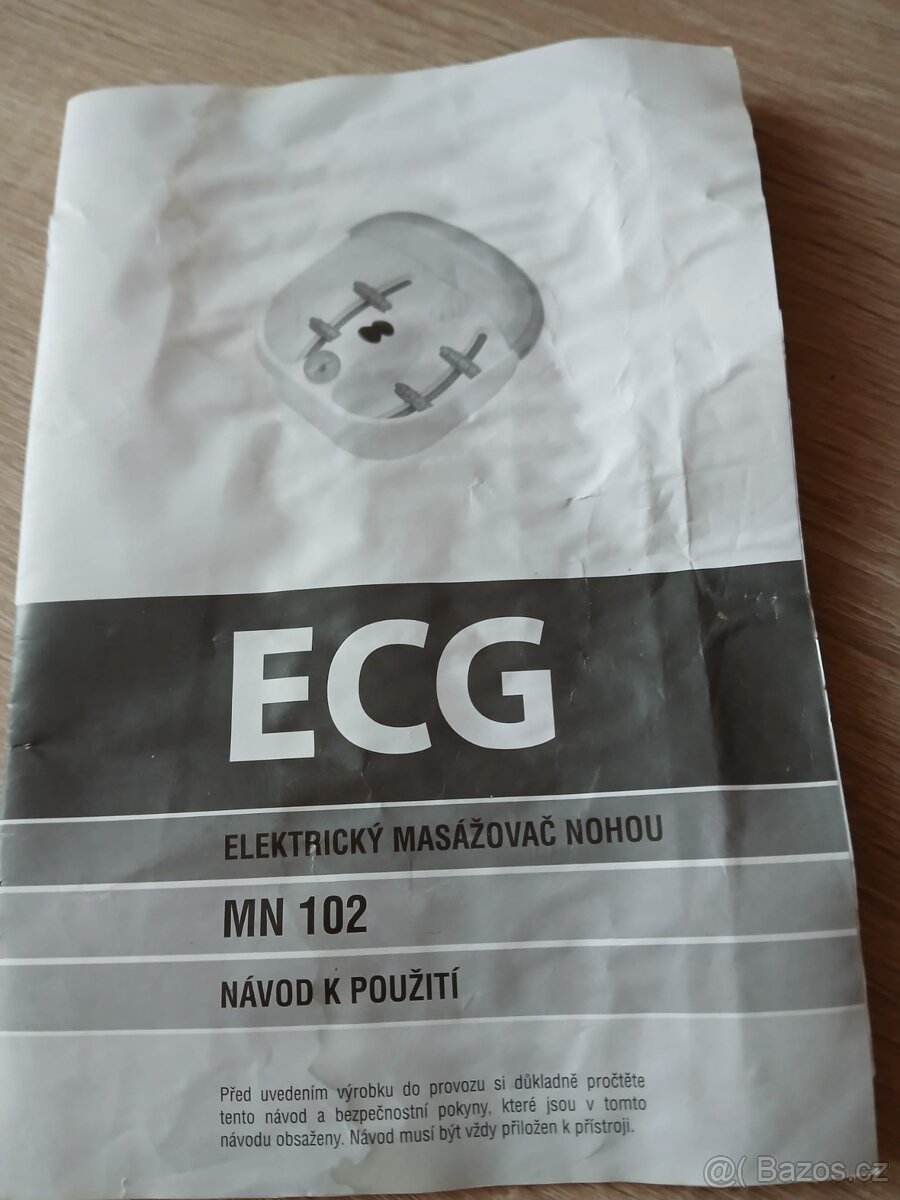 ECG
ELEKTRICKÝ MASÁŽOVAČ NOHOU
MN 102
NÁVOD K POUŽITÍ
Před uvedením výrobku do provozu si důkladně pročtěte
tento návod a bezpečnostní pokyny, které jsou v tomto
návodu obsaženy. Návod musí být vždy přiložen k přístroji.
@( Bazos.cz